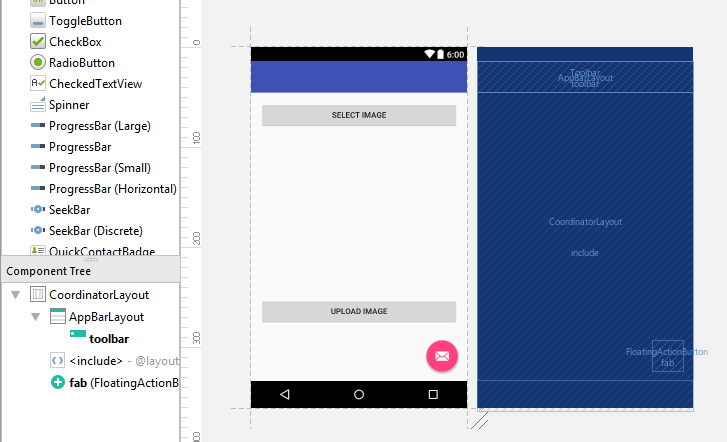 Button
ToggleButton
CheckBox
RadioButton
CheckedTextView
Spinner
ProgressBar (Large)
ProgressBar
ProgressBar (Small)
ProgressBar (Horizontal)
SeekBar
SeekBar (Discrete)
QuickContactBadge
Component Tree
CoordinatorLayout
AppBarLayout
toolbar
<include> - @layout
fab (FloatingActionB
0
100
200
300
6:00
SELECT IMAGE
UPLOAD IMAGE
Toolbar
AppBarLayout
toolbar
CoordinatorLayout
include
FloatingActionButton
fab